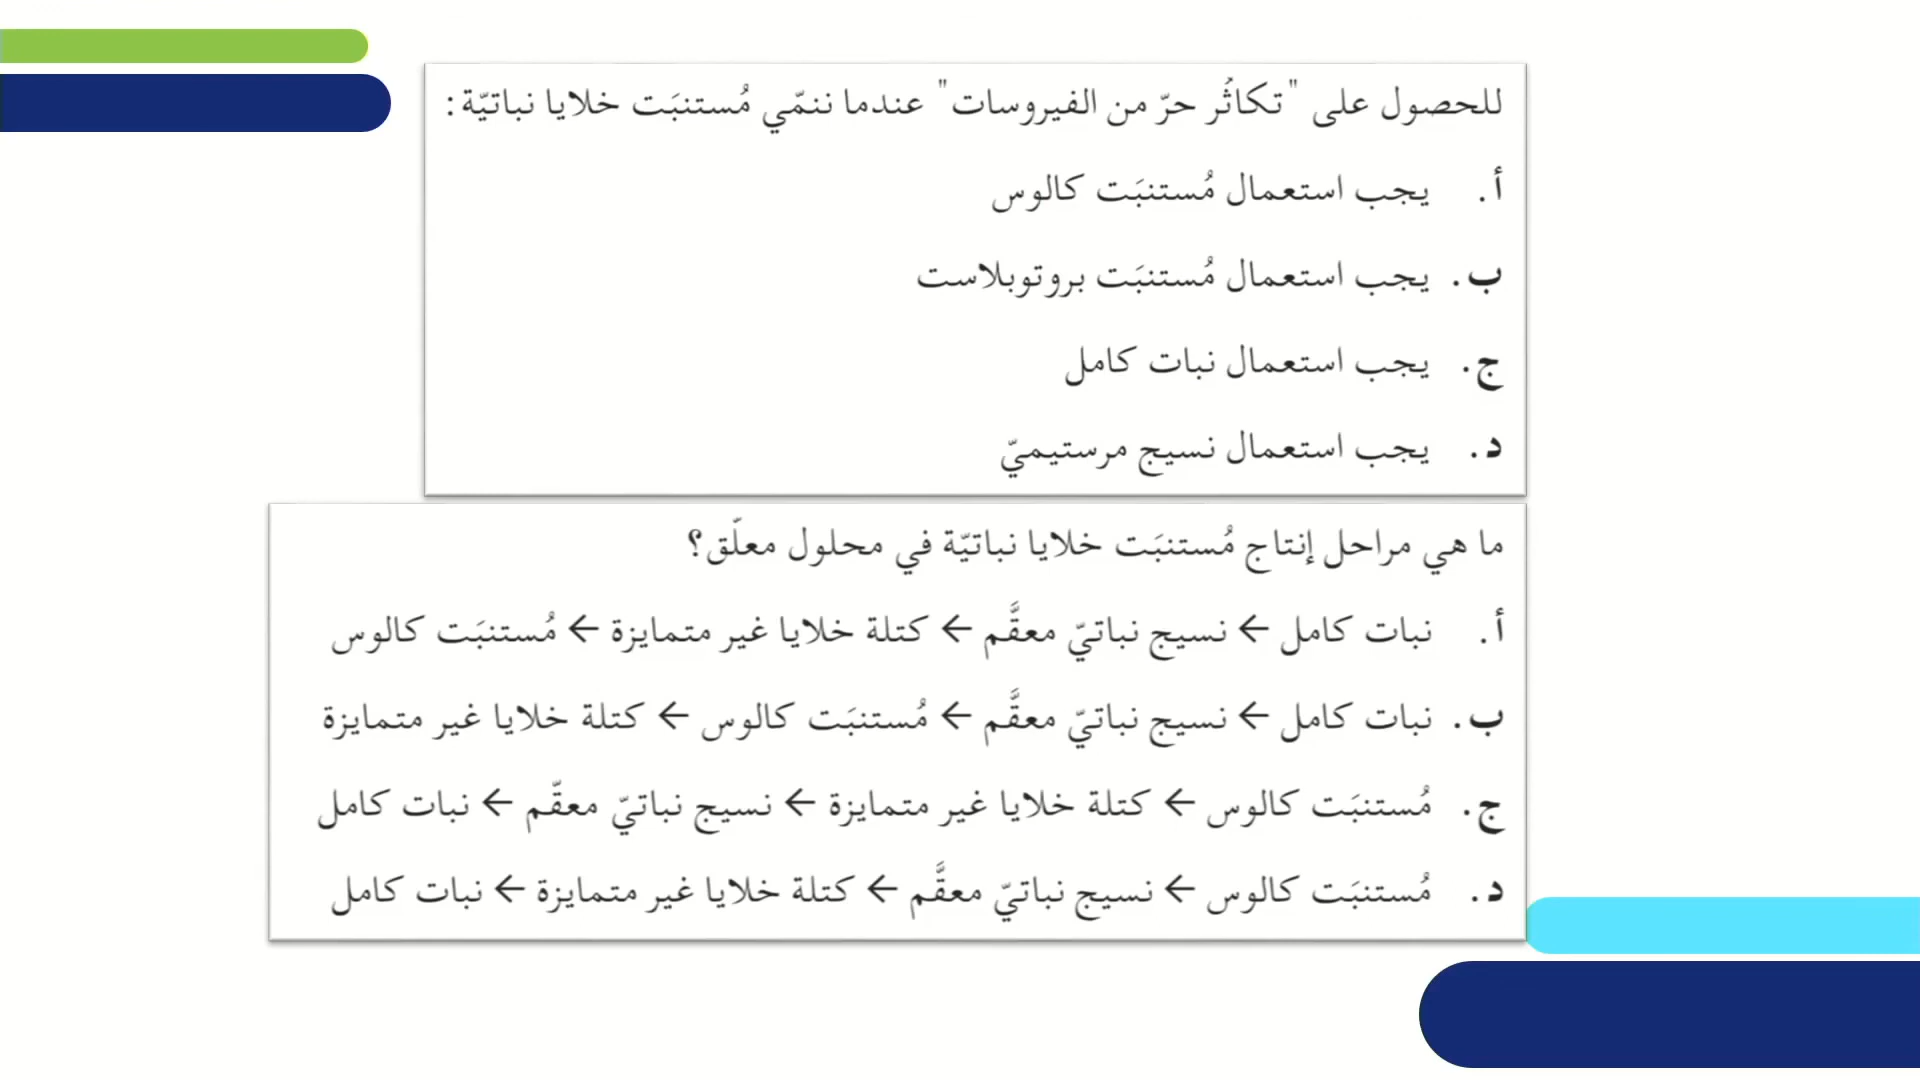 للحصول على "تكاثُر حرّ من الفيروسات" عندما ننمّي مُستنبَت خلايا نباتيّة:
أ. يجب استعمال مُستنبَت كالوس
ب. يجب استعمال مُستنبَت بروتوبلاست
ج. يجب استعمال نبات كامل
د. يجب استعمال نسيج مرستيميّ
ما هي مراحل إنتاج مُستنبَت خلايا نباتيّة في محلول معلّق؟
أ. نبات كامل ← نسيج نباتيّ معقَّم ← كتلة خلايا غير متمايزة ← مُستنبَت كالوس
ب. نبات كامل ← نسيج نباتيّ معقَّم ← مُستنبَت كالوس ← كتلة خلايا غير متمايزة
ج. مُستنبَت كالوس ← كتلة خلايا غير متمايزة ← نسيج نباتيّ معقّم ← نبات كامل
د. مُستنبَت كالوس ← نسيج نباتيّ معقَّم ← كتلة خلايا غير متمايزة ← نبات كامل